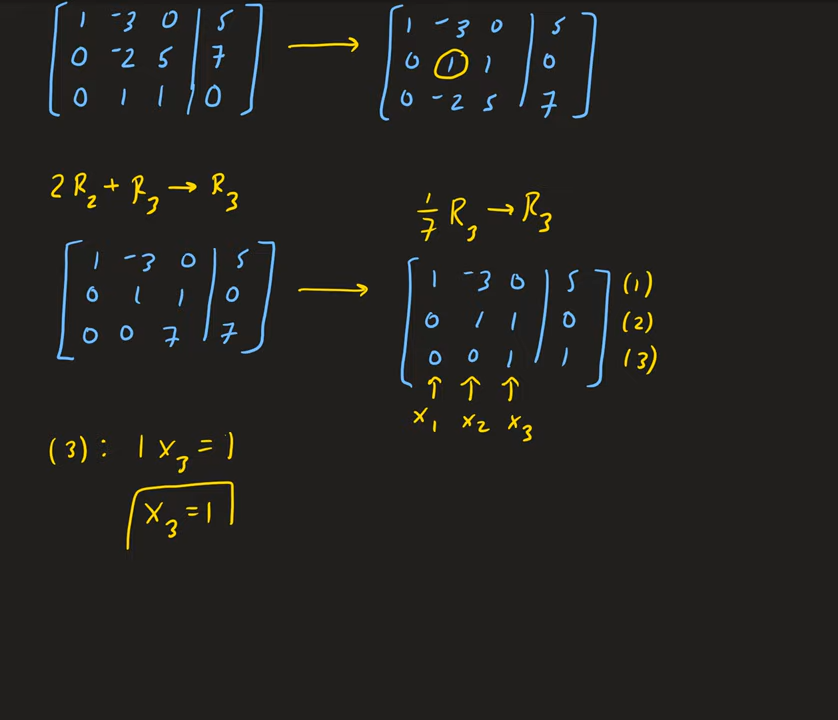 [ 1 -3 0 | 5 ] → [ 1 -3 0 | 5 ]
[ 0 -2 5 | 7 ] [ 0 1 1 | 0 ]
[ 0 1 1 | 0 ] [ 0 -2 5 | 7 ]
2R₂ + R₃ → R₃
1/7 R₃ → R₃
[ 1 -3 0 | 5 ] → [ 1 -3 0 | 5 ] (1)
[ 0 1 1 | 0 ] [ 0 1 1 | 0 ] (2)
[ 0 0 7 | 7 ] [ 0 0 1 | 1 ] (3)
↑ ↑ ↑
x₁ x₂ x₃
(3): 1 x₃ = 1
x₃ = 1